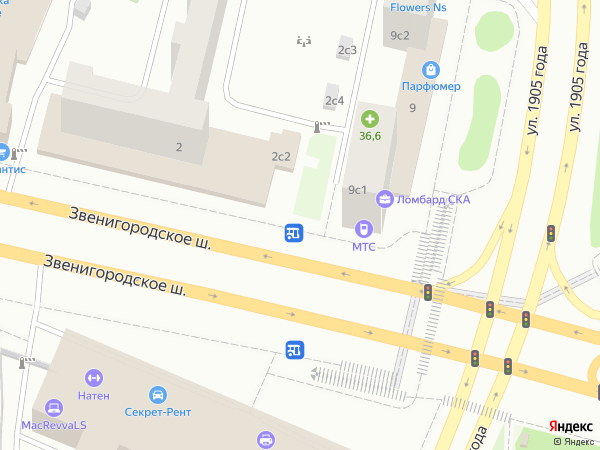 Flowers Ns
9с2
2с3
Парфюмер
2с4
9
36,6
ул. 1905 года
ул. 1905 года
2
2с2
нтис
9с1
Ломбард СКА
МТС
Звенигородское ш.
Звенигородское ш.
Натен
Секрет-Рент
MacRevvaLS
года
Яндекс
© Яндекс